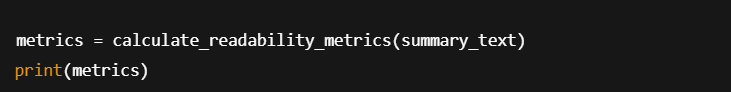 metrics = calculate_readability_metrics(summary_text)
print(metrics)